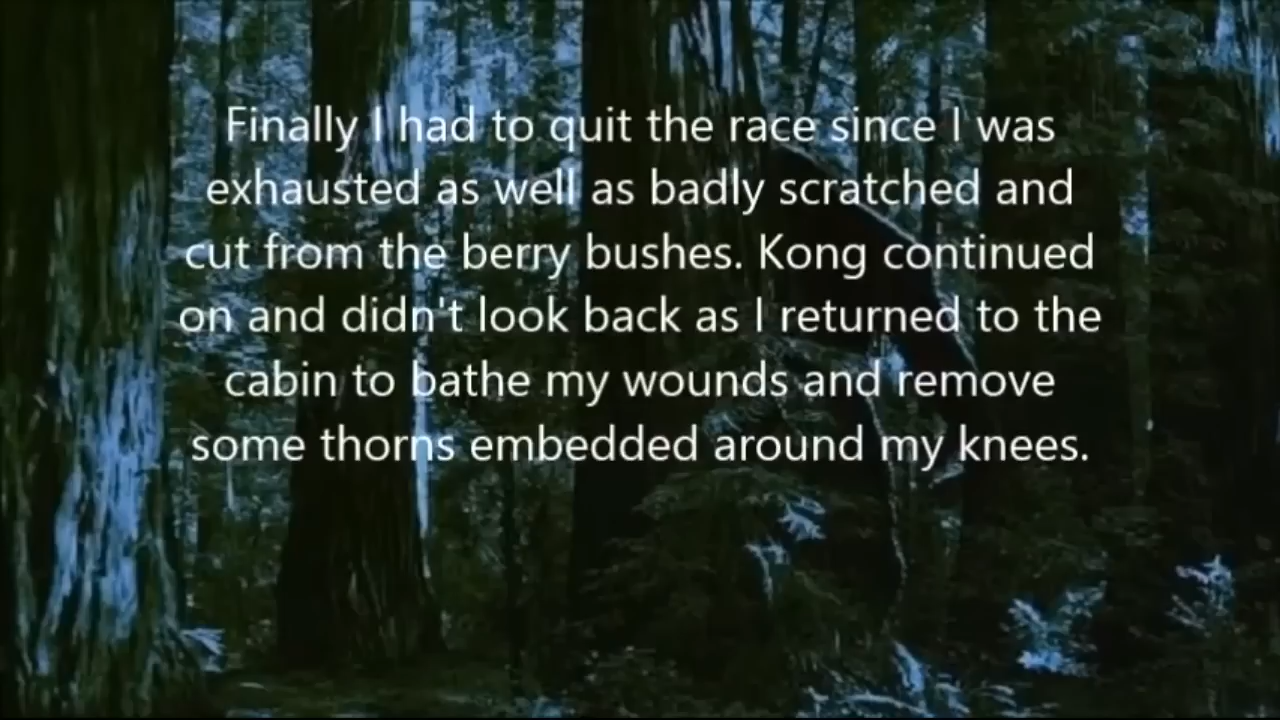 Finally I had to quit the race since I was
exhausted as well as badly scratched and
cut from the berry bushes. Kong continued
on and didn't look back as I returned to the
cabin to bathe my wounds and remove
some thorns embedded around my knees.